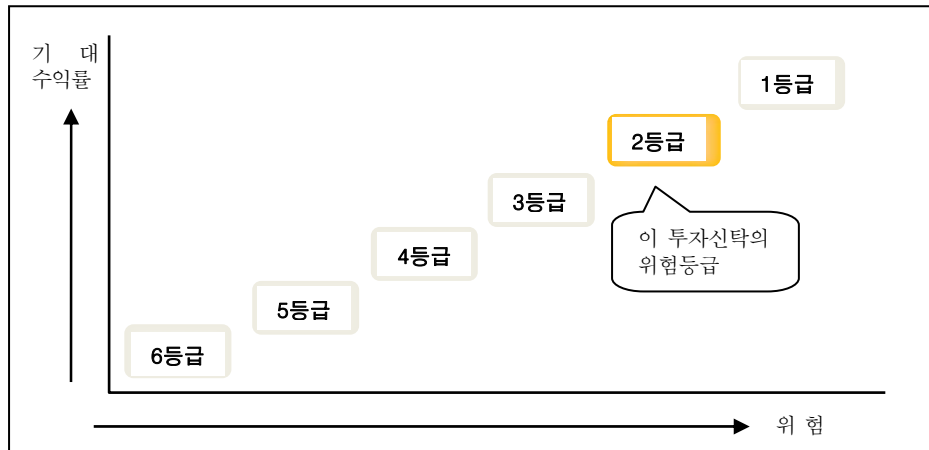 기 대
수익률
1등급
2등급
3등급
이 투자신탁의
위험등급
4등급
5등급
6등급
위 험